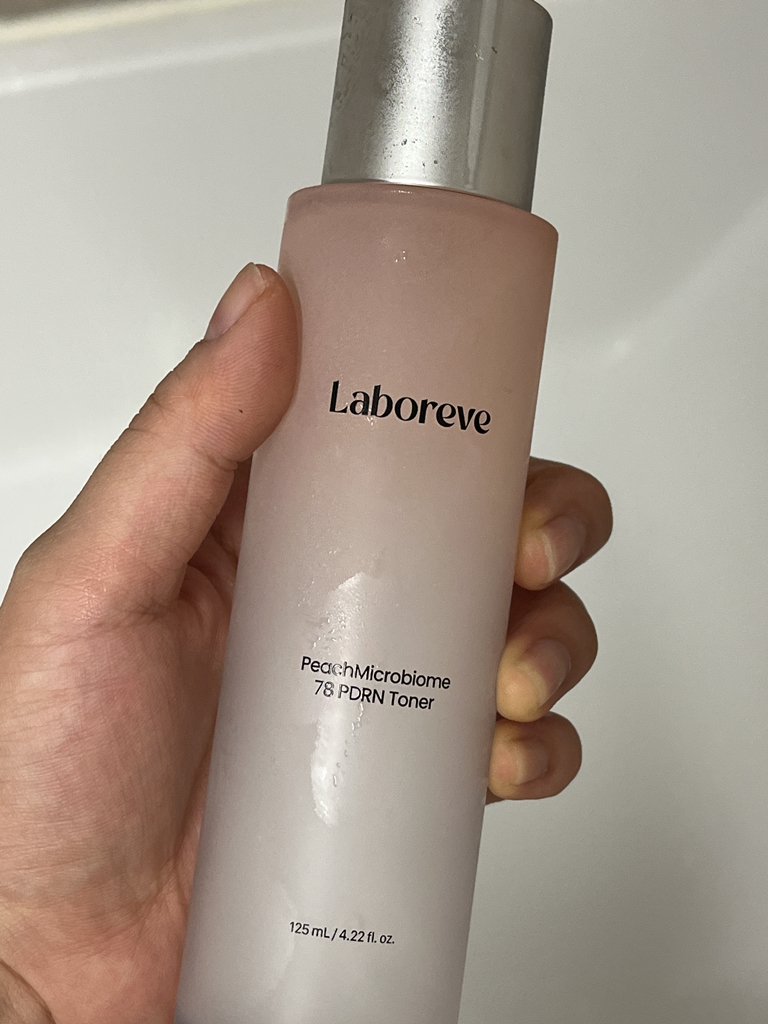 Laboreve
PeachMicrobiome
78 PDRN Toner
125 mL / 4.22 fl. oz.